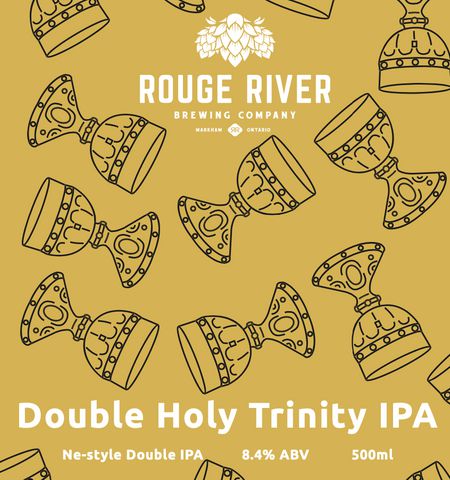 ROUGE RIVER
BREWING COMPANY
MARKHAM ONTARIO
Double Holy Trinity IPA
Ne-style Double IPA 8.4% ABV 500ml